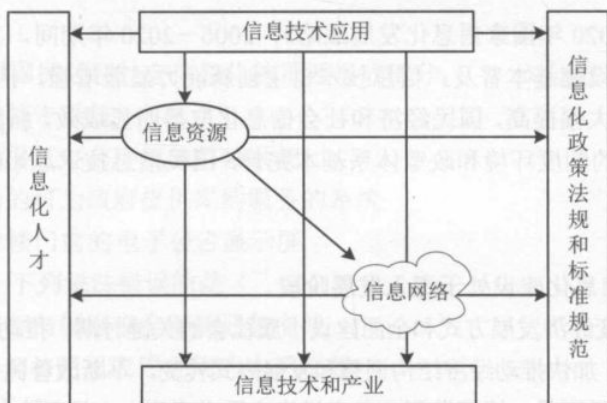 信息技术应用
信息资源
信息网络
信息技术和产业
信息化人才
信息化政策法规和标准规范